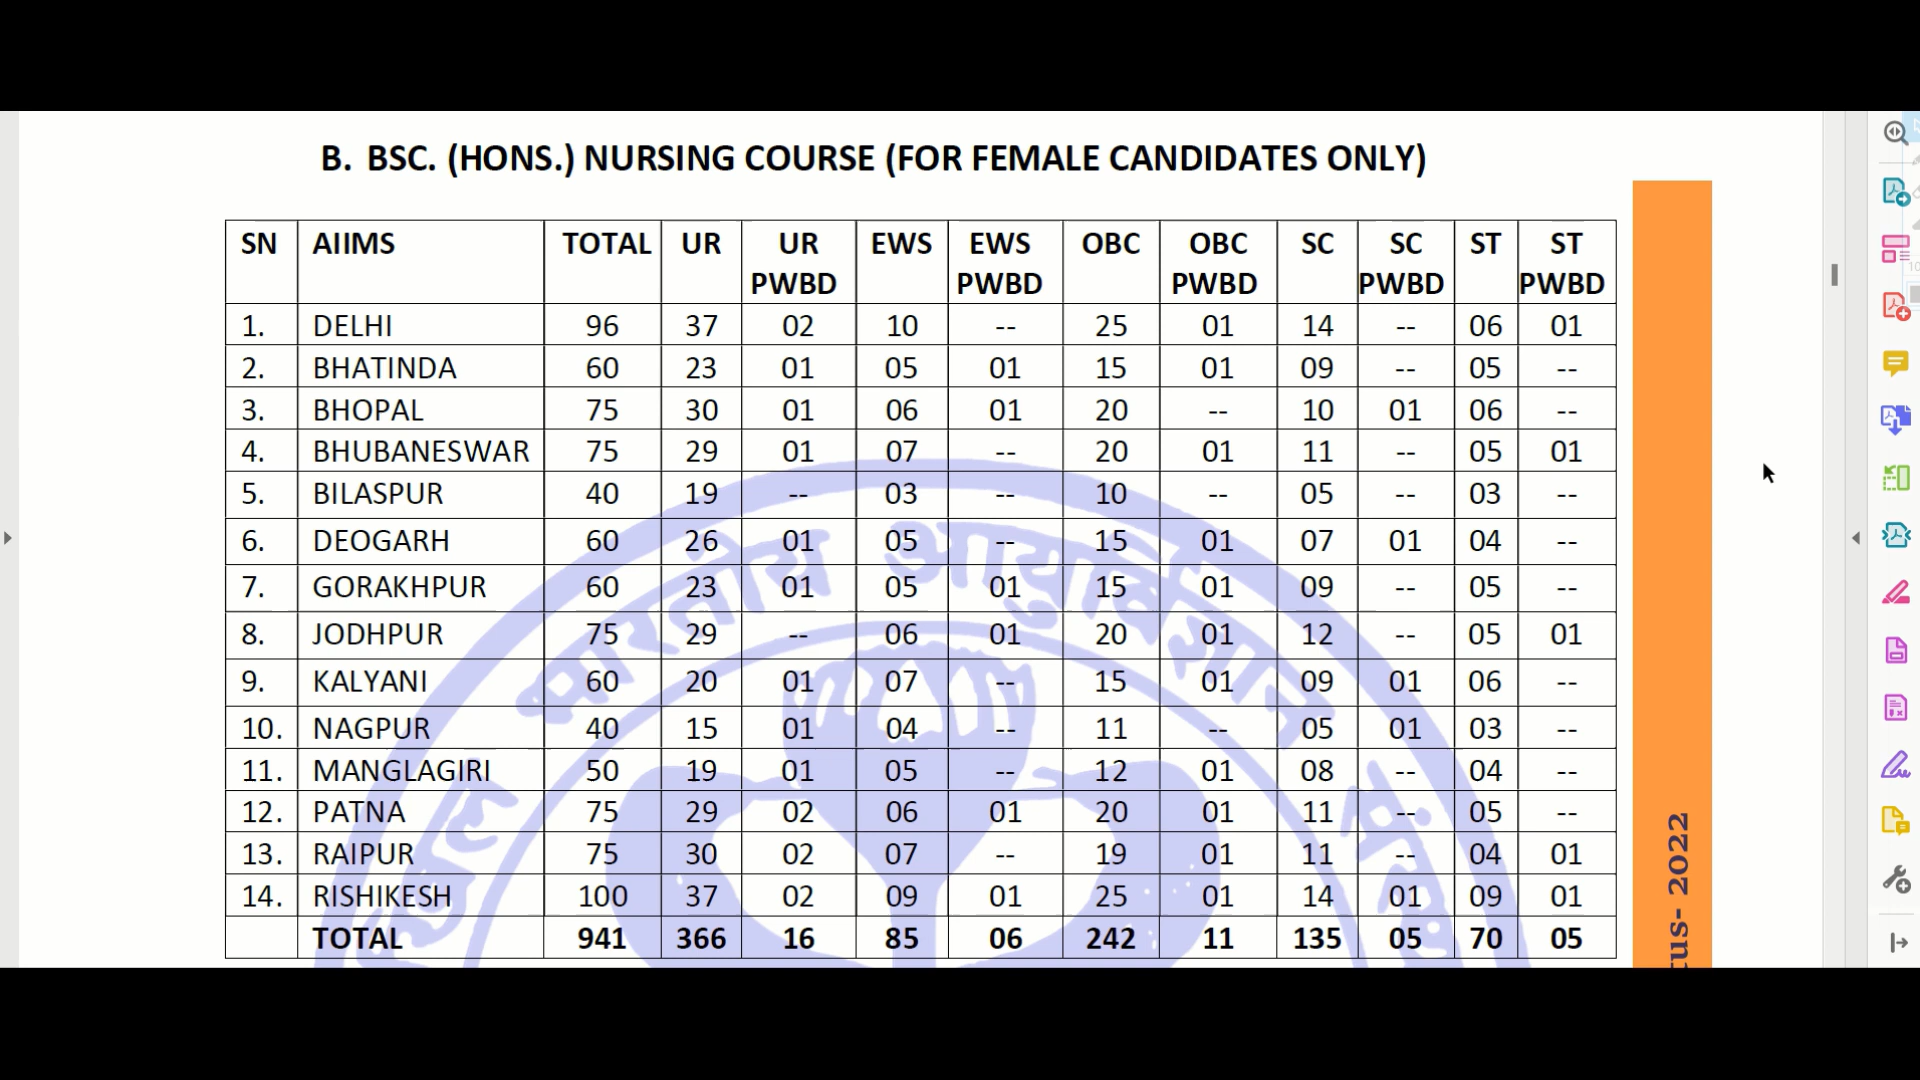 B. BSC. (HONS.) NURSING COURSE (FOR FEMALE CANDIDATES ONLY)
SN AIIMS TOTAL UR UR PWBD EWS EWS PWBD OBC OBC PWBD SC SC PWBD ST ST PWBD
1. DELHI 96 37 02 10 -- 25 01 14 -- 06 01
2. BHATINDA 60 23 01 05 01 15 01 09 -- 05 --
3. BHOPAL 75 30 01 06 01 20 -- 10 01 06 --
4. BHUBANESWAR 75 29 01 07 -- 20 01 11 -- 05 01
5. BILASPUR 40 19 -- 03 -- 10 -- 05 -- 03 --
6. DEOGARH 60 26 01 05 -- 15 01 07 01 04 --
7. GORAKHPUR 60 23 01 05 01 15 01 09 -- 05 --
8. JODHPUR 75 29 -- 06 01 20 01 12 -- 05 01
9. KALYANI 60 20 01 07 -- 15 01 09 01 06 --
10. NAGPUR 40 15 01 04 -- 11 -- 05 01 03 --
11. MANGLAGIRI 50 19 01 05 -- 12 01 08 -- 04 --
12. PATNA 75 29 02 06 01 20 01 11 -- 05 --
13. RAIPUR 75 30 02 07 -- 19 01 11 -- 04 01
14. RISHIKESH 100 37 02 09 01 25 01 14 01 09 01
TOTAL 941 366 16 85 06 242 11 135 05 70 05
भारतीय आयुर्विज्ञान
tus- 2022